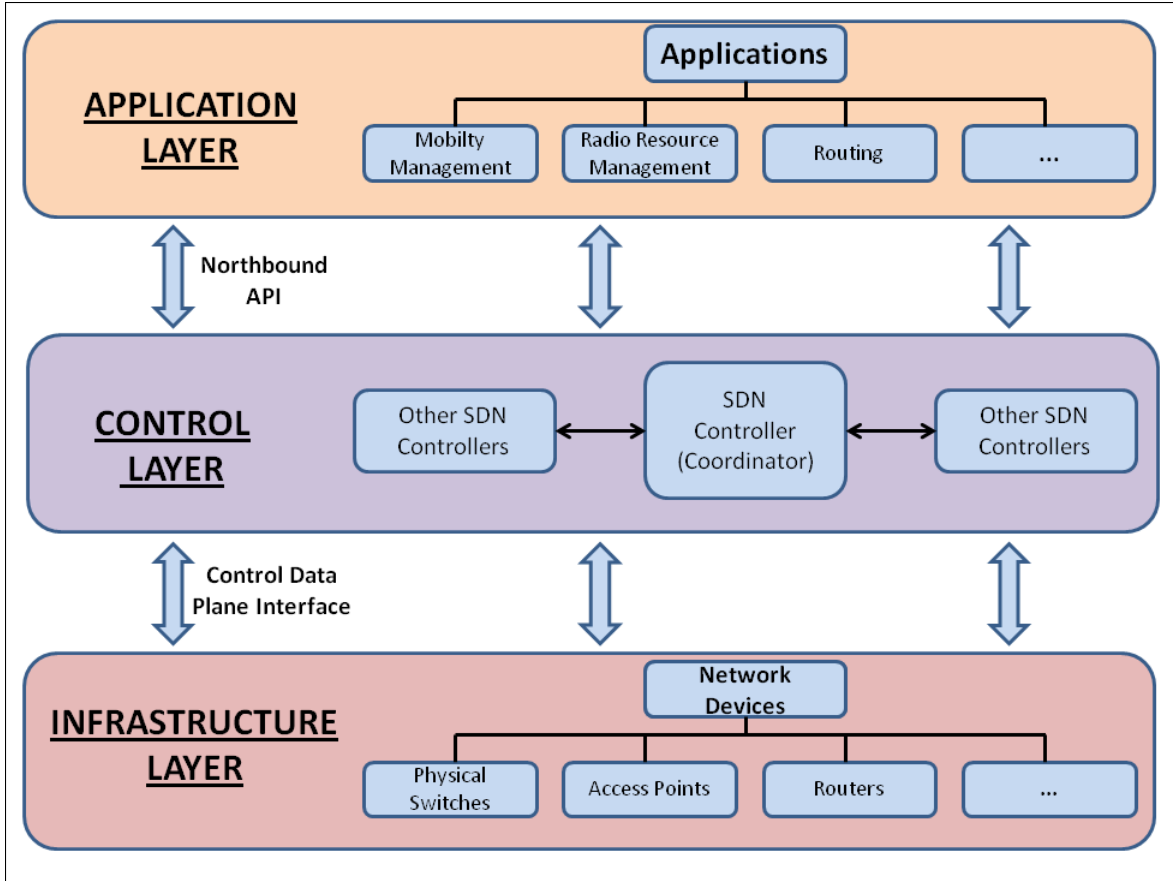 Applications
APPLICATION
LAYER
Mobilty
Management
Radio Resource
Management
Routing
...
Northbound
API
CONTROL
LAYER
Other SDN
Controllers
SDN
Controller
(Coordinator)
Other SDN
Controllers
Control Data
Plane Interface
INFRASTRUCTURE
LAYER
Network
Devices
Physical
Switches
Access Points
Routers
...